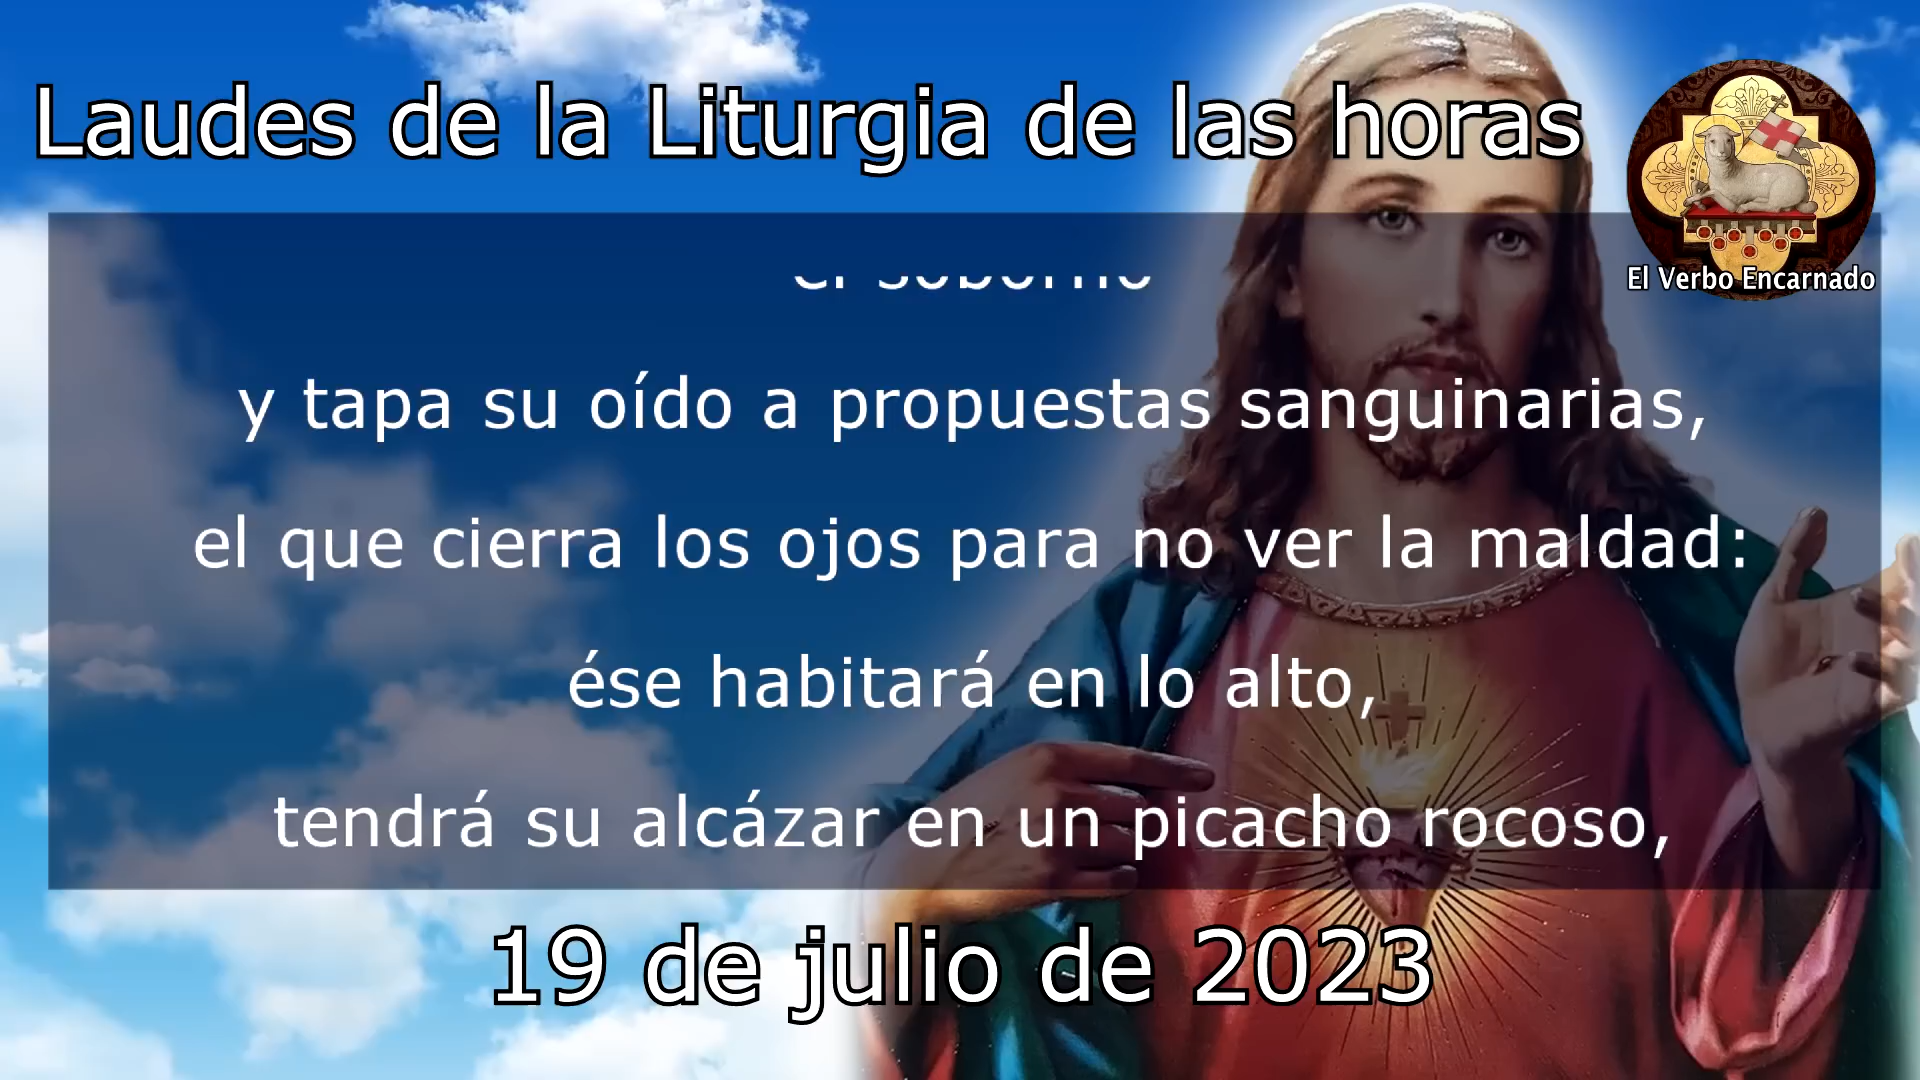 Laudes de la Liturgia de las horas
El Verbo Encarnado
el soborno
y tapa su oído a propuestas sanguinarias,
el que cierra los ojos para no ver la maldad:
ése habitará en lo alto,
tendrá su alcázar en un picacho rocoso,
19 de julio de 2023